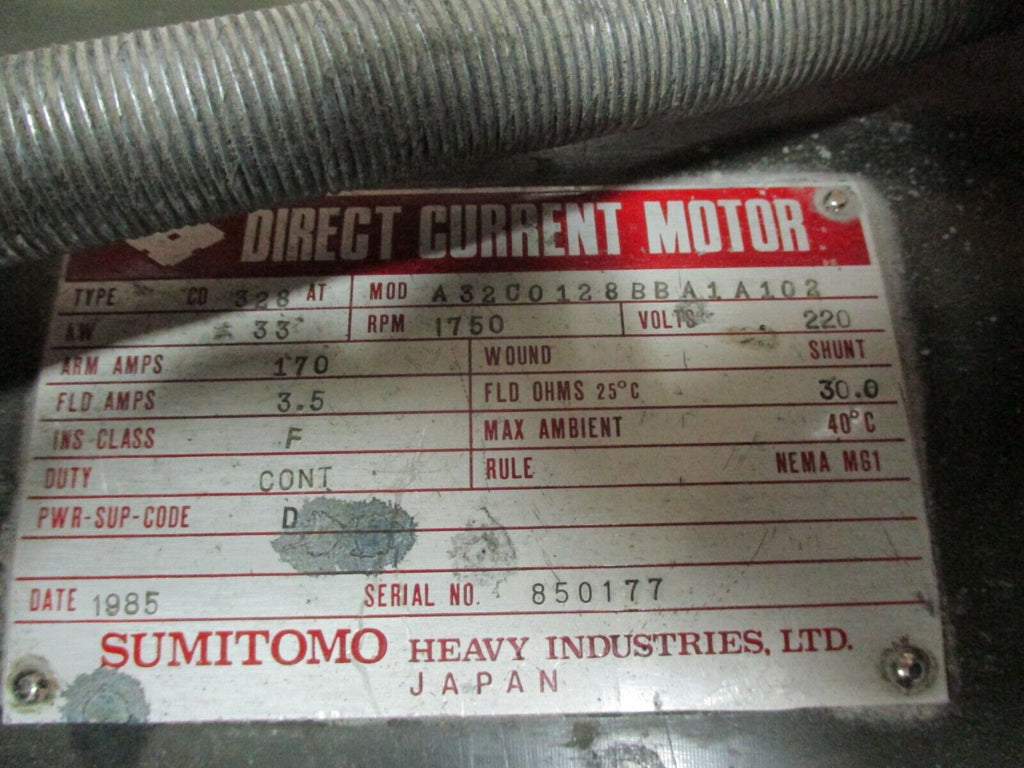 DIRECT CURRENT MOTOR
TYPE CD 328 AT MOD A32C0128BBA1A102
KW 33 RPM 1750 VOLTS 220
ARM AMPS 170 WOUND SHUNT
FLD AMPS 3.5 FLD OHMS 25°C 30.0
INS-CLASS F MAX AMBIENT 40°C
DUTY CONT RULE NEMA MG1
PWR-SUP-CODE D
DATE 1985 SERIAL NO. 850177
SUMITOMO HEAVY INDUSTRIES, LTD.
JAPAN